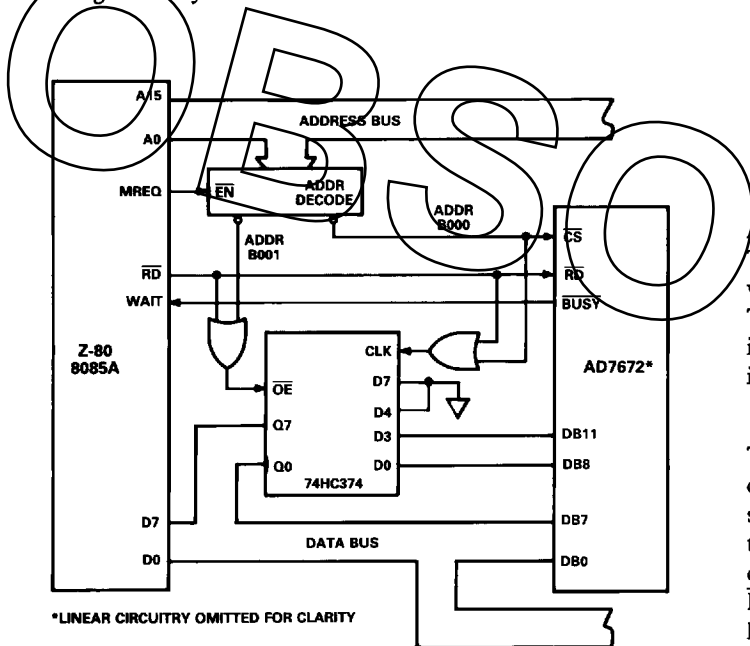 OBSO
A15
ADDRESS BUS
A0
MREQ
EN
ADDR
DECODE
ADDR
B000
CS
ADDR
B001
RD
RD
WAIT
BUSY
Z-80
8085A
CLK
AD7672*
OE
D7
D4
Q7
D3
DB11
Q0
D0
DB8
74HC374
D7
DB7
DATA BUS
D0
DB0
*LINEAR CIRCUITRY OMITTED FOR CLARITY